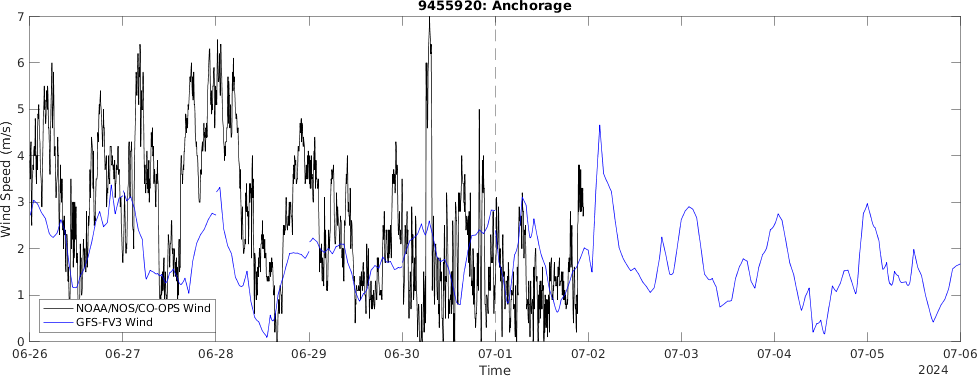 9455920: Anchorage
7
6
5
4
3
2
1
0
Wind Speed (m/s)
NOAA/NOS/CO-OPS Wind
GFS-FV3 Wind
06-26 06-27 06-28 06-29 06-30 07-01 07-02 07-03 07-04 07-05 07-06
Time
2024